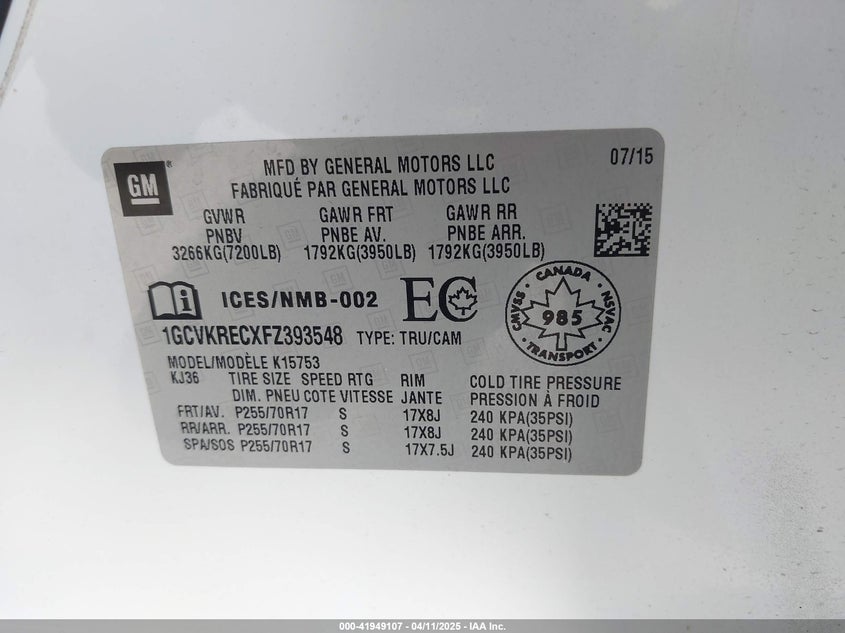 GM
MFD BY GENERAL MOTORS LLC
FABRIQUÉ PAR GENERAL MOTORS LLC
07/15
GVWR GAWR FRT GAWR RR
PNBV PNBE AV. PNBE ARR.
3266KG(7200LB) 1792KG(3950LB) 1792KG(3950LB)
ICES/NMB-002 EC
CANADA CMVSS 985 NSVAC TRANSPORT
1GCVKRECXFZ393548 TYPE: TRU/CAM
MODEL/MODÈLE K15753
KJ36 TIRE SIZE SPEED RTG RIM COLD TIRE PRESSURE
DIM. PNEU COTE VITESSE JANTE PRESSION À FROID
FRT/AV. P255/70R17 S 17X8J 240 KPA(35PSI)
RR/ARR. P255/70R17 S 17X8J 240 KPA(35PSI)
SPA/SOS P255/70R17 S 17X7.5J 240 KPA(35PSI)
000-41949107 - 04/11/2025 - IAA Inc.